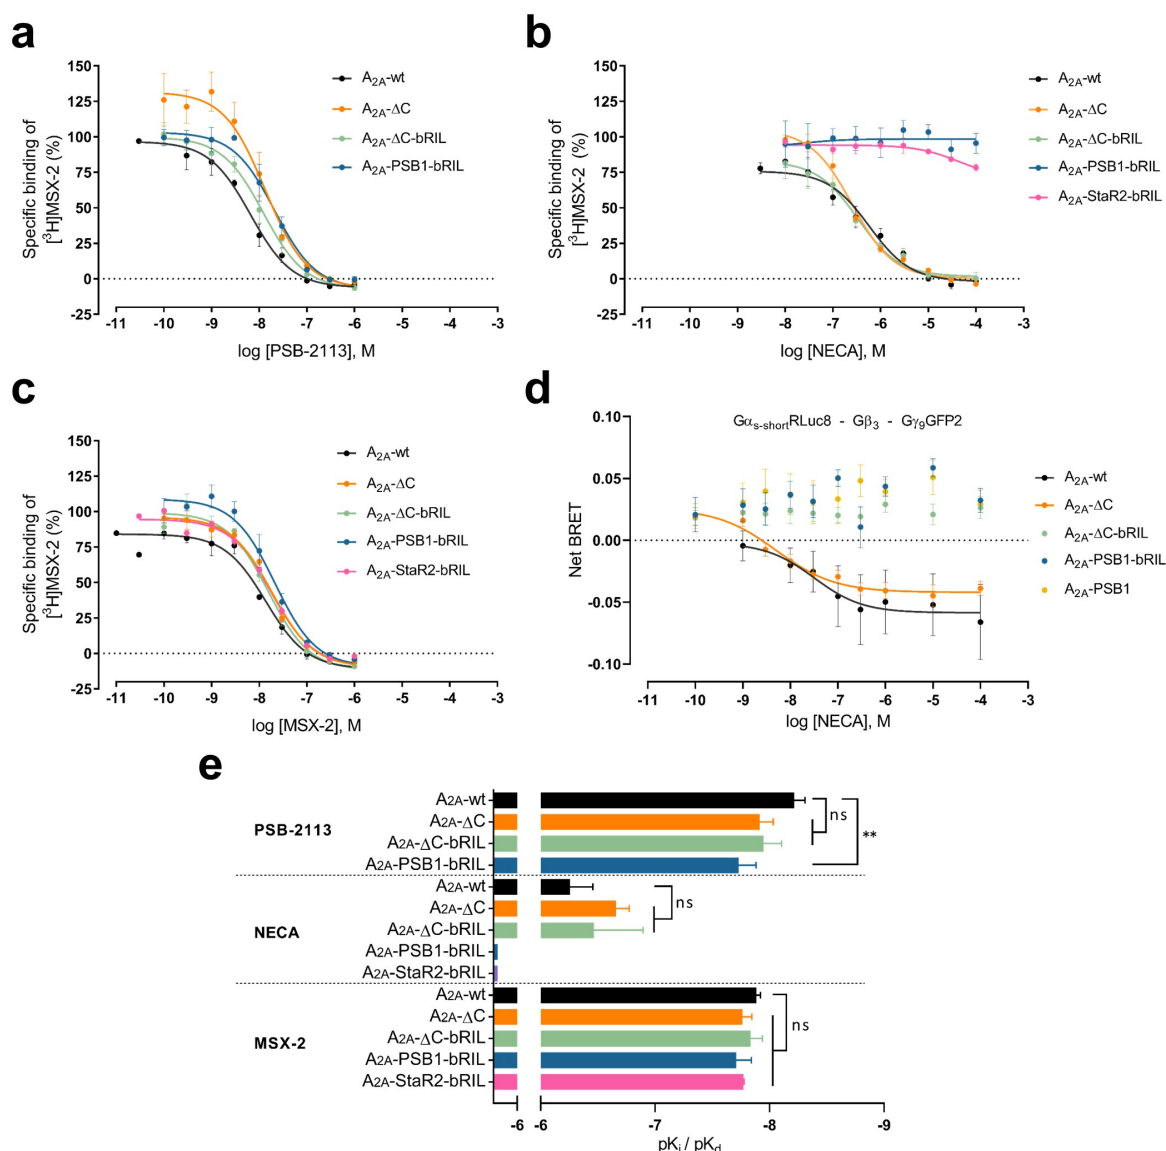 a
Specific binding of
[³H]MSX-2 (%)
150
125
100
75
50
25
0
-25
-11 -10 -9 -8 -7 -6 -5 -4 -3
log [PSB-2113], M
A2A-wt
A2A-ΔC
A2A-ΔC-bRIL
A2A-PSB1-bRIL
b
Specific binding of
[³H]MSX-2 (%)
150
125
100
75
50
25
0
-25
-11 -10 -9 -8 -7 -6 -5 -4 -3
log [NECA], M
A2A-wt
A2A-ΔC
A2A-ΔC-bRIL
A2A-PSB1-bRIL
A2A-StaR2-bRIL
c
Specific binding of
[³H]MSX-2 (%)
150
125
100
75
50
25
0
-25
-11 -10 -9 -8 -7 -6 -5 -4 -3
log [MSX-2], M
A2A-wt
A2A-ΔC
A2A-ΔC-bRIL
A2A-PSB1-bRIL
A2A-StaR2-bRIL
d
Gαs-shortRLuc8 - Gβ3 - Gγ9GFP2
Net BRET
0.10
0.05
0.00
-0.05
-0.10
-11 -10 -9 -8 -7 -6 -5 -4 -3
log [NECA], M
A2A-wt
A2A-ΔC
A2A-ΔC-bRIL
A2A-PSB1-bRIL
A2A-PSB1
e
PSB-2113
A2A-wt
A2A-ΔC
A2A-ΔC-bRIL
A2A-PSB1-bRIL
ns
**
NECA
A2A-wt
A2A-ΔC
A2A-ΔC-bRIL
A2A-PSB1-bRIL
A2A-StaR2-bRIL
ns
MSX-2
A2A-wt
A2A-ΔC
A2A-ΔC-bRIL
A2A-PSB1-bRIL
A2A-StaR2-bRIL
ns
-6 -6 -7 -8 -9
pKi / pKd